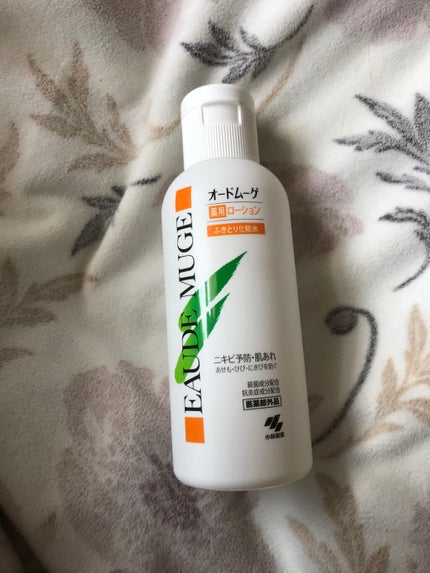 EAUDE MUGE
オードムーゲ
薬用 ローション
ふきとり化粧水
ニキビ予防・肌あれ
あせも・ひび・にきびを防ぐ
殺菌成分配合
抗炎症成分配合
医薬部外品
小林製薬